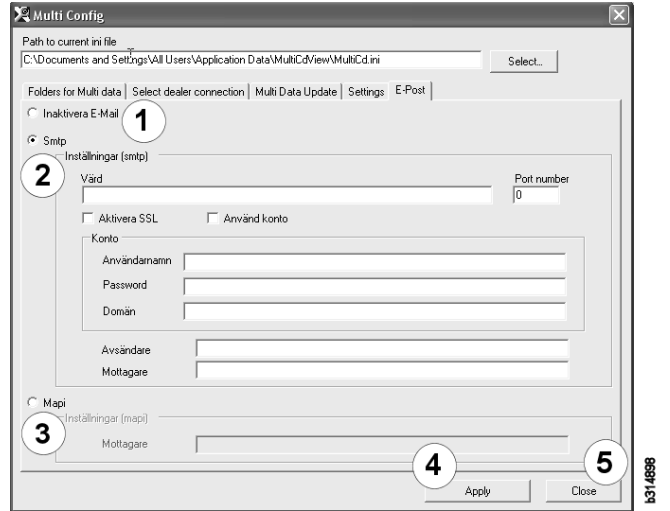 Multi Config
Path to current ini file
C:\Documents and Settings\All Users\Application Data\MultiCdView\MultiCd.ini
Select...
Folders for Multi data
Select dealer connection
Multi Data Update
Settings
E-Post
Inaktivera E-Mail
1
Smtp
Inställningar (smtp)
2
Värd
Port number
0
Aktivera SSL
Använd konto
Konto
Användarnamn
Password
Domän
Avsändare
Mottagare
Mapi
Inställningar (mapi)
3
Mottagare
4
5
Apply
Close
b314898